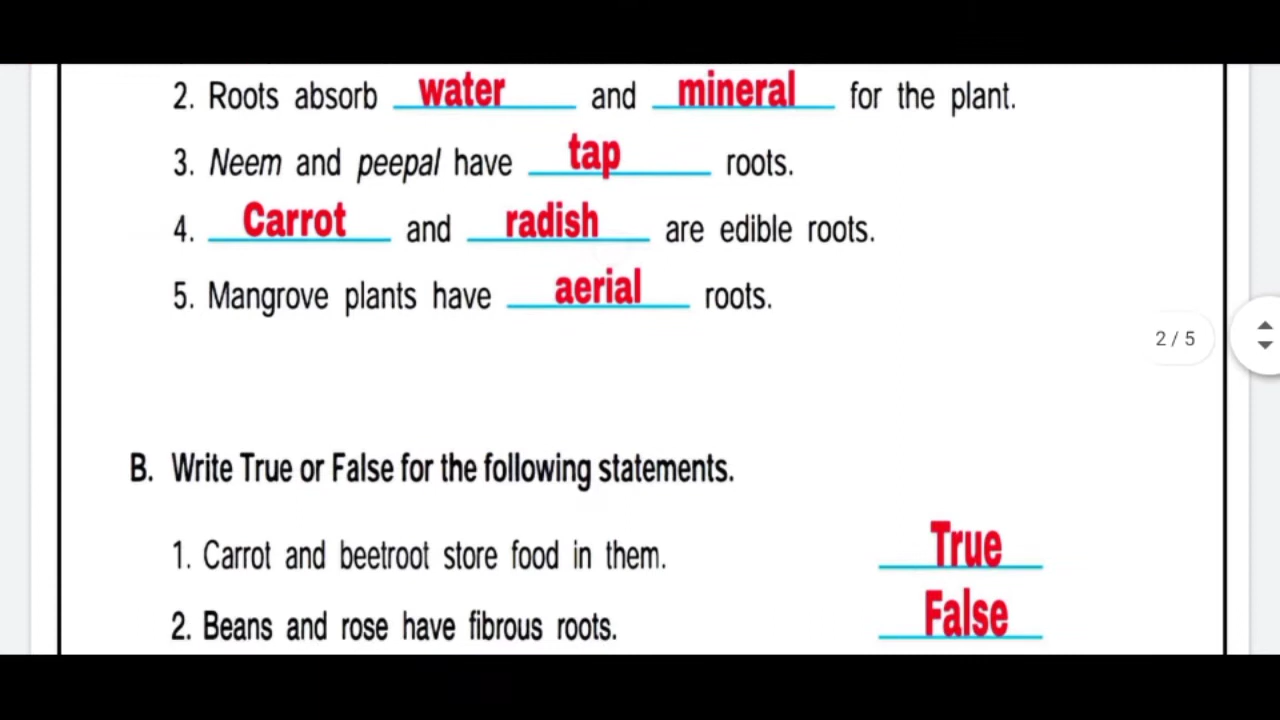 2. Roots absorb water and mineral for the plant.
3. Neem and peepal have tap roots.
4. Carrot and radish are edible roots.
5. Mangrove plants have aerial roots.
2 / 5
B. Write True or False for the following statements.
1. Carrot and beetroot store food in them. True
2. Beans and rose have fibrous roots. False